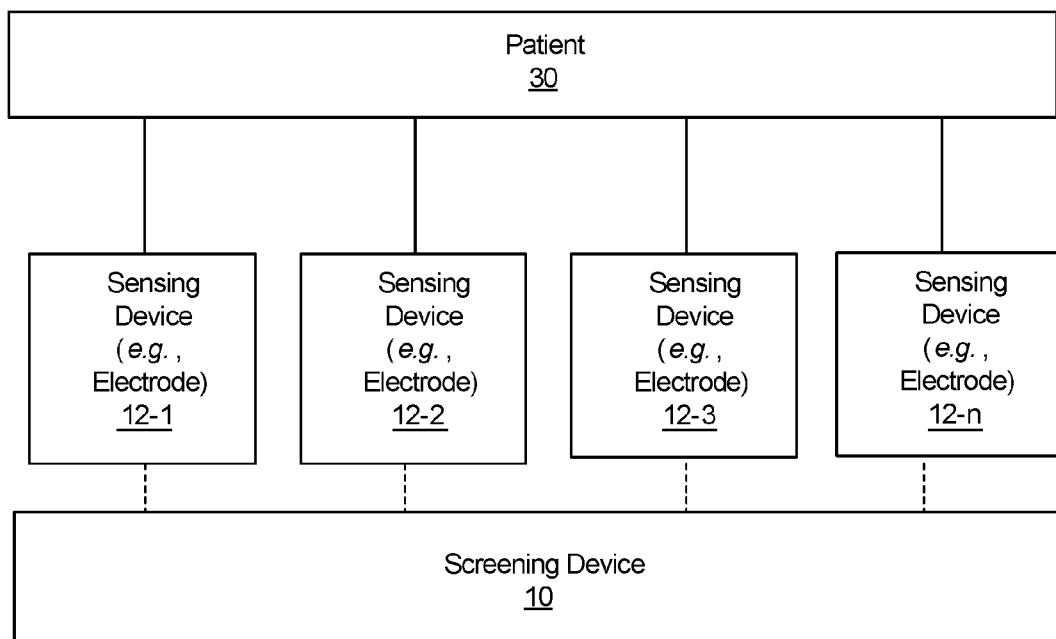 Patient
30
Sensing
Device
(e.g.,
Electrode)
12-1
Sensing
Device
(e.g.,
Electrode)
12-2
Sensing
Device
(e.g.,
Electrode)
12-3
Sensing
Device
(e.g.,
Electrode)
12-n
Screening Device
10